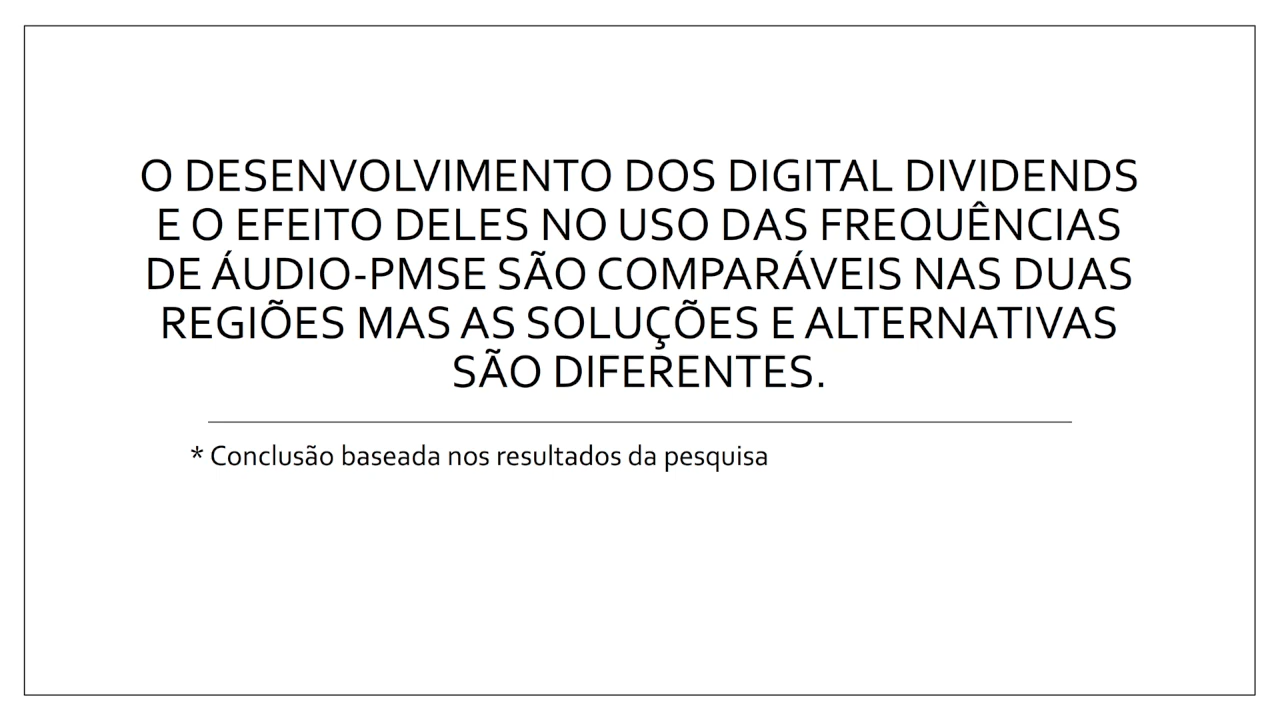 O DESENVOLVIMENTO DOS DIGITAL DIVIDENDS
E O EFEITO DELES NO USO DAS FREQUÊNCIAS
DE ÁUDIO-PMSE SÃO COMPARÁVEIS NAS DUAS
REGIÕES MAS AS SOLUÇÕES E ALTERNATIVAS
SÃO DIFERENTES.
* Conclusão baseada nos resultados da pesquisa